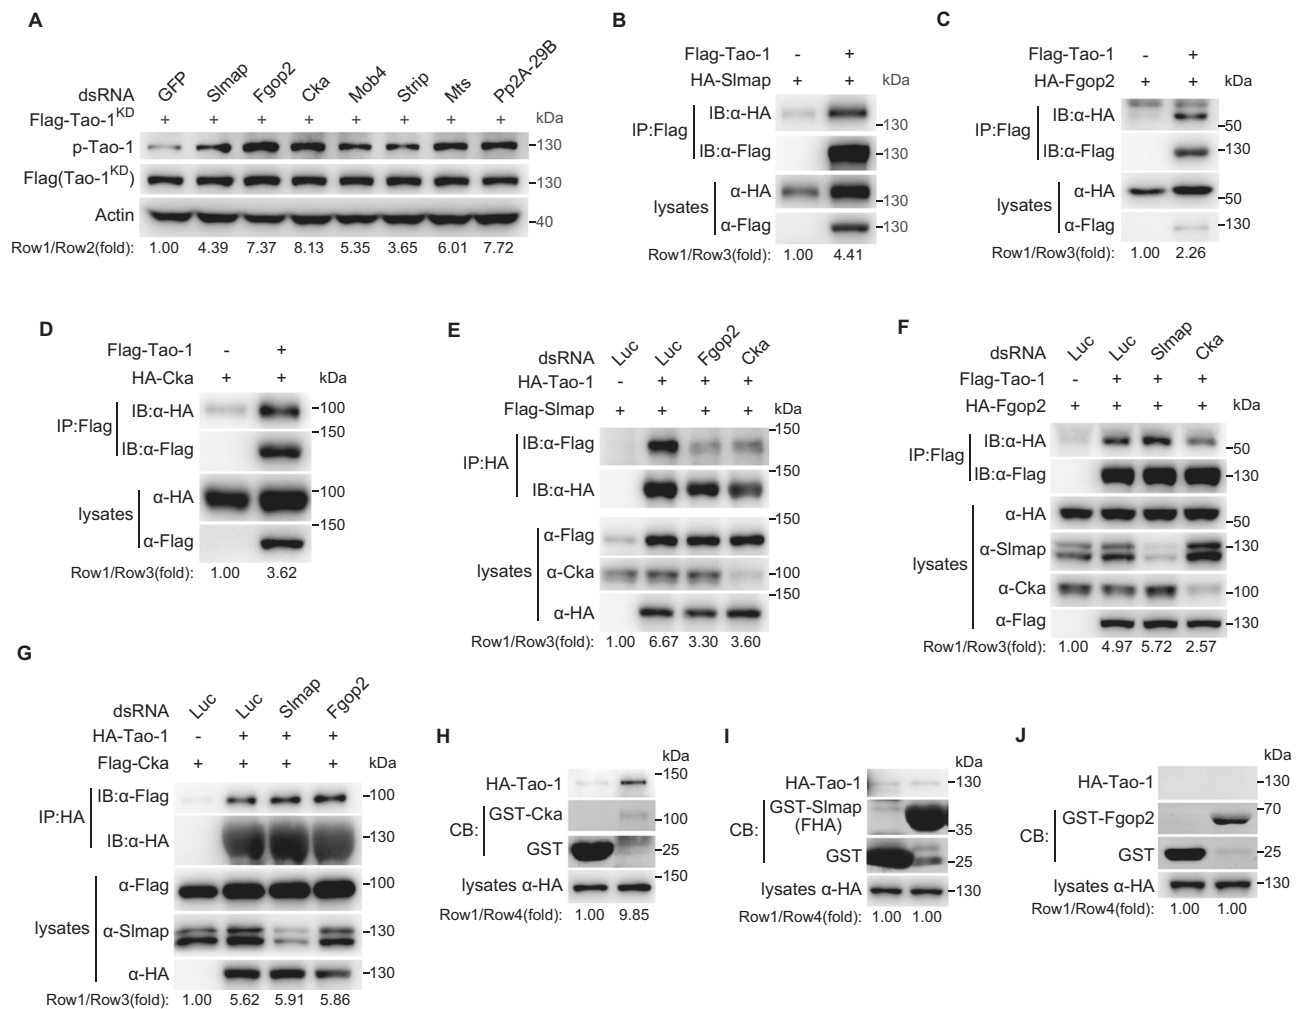 A
dsRNA GFP Slmap Fgop2 Cka Mob4 Strip Mts Pp2A-29B
Flag-Tao-1KD + + + + + + + + kDa
p-Tao-1 -130
Flag(Tao-1KD) -130
Actin -40
Row1/Row2(fold): 1.00 4.39 7.37 8.13 5.35 3.65 6.01 7.72
B
Flag-Tao-1 - +
HA-Slmap + + kDa
IP:Flag
IB:α-HA -130
IB:α-Flag -130
lysates
α-HA -130
α-Flag -130
Row1/Row3(fold): 1.00 4.41
C
Flag-Tao-1 - +
HA-Fgop2 + + kDa
IP:Flag
IB:α-HA -50
IB:α-Flag -130
lysates
α-HA -50
α-Flag -130
Row1/Row3(fold): 1.00 2.26
D
Flag-Tao-1 - +
HA-Cka + + kDa
IP:Flag
IB:α-HA -100
-150
IB:α-Flag
lysates
α-HA -100
-150
α-Flag
Row1/Row3(fold): 1.00 3.62
E
dsRNA Luc Luc Fgop2 Cka
HA-Tao-1 - + + +
Flag-Slmap + + + + kDa
-150
IP:HA
IB:α-Flag
-150
IB:α-HA
-150
lysates
α-Flag
α-Cka -100
-150
α-HA
Row1/Row3(fold): 1.00 6.67 3.30 3.60
F
dsRNA Luc Luc Slmap Cka
Flag-Tao-1 - + + +
HA-Fgop2 + + + + kDa
IP:Flag
IB:α-HA -50
IB:α-Flag -130
lysates
α-HA -50
α-Slmap -130
α-Cka -100
α-Flag -130
Row1/Row3(fold): 1.00 4.97 5.72 2.57
G
dsRNA Luc Luc Slmap Fgop2
HA-Tao-1 - + + +
Flag-Cka + + + + kDa
IP:HA
IB:α-Flag -100
IB:α-HA -130
lysates
α-Flag -100
α-Slmap -130
α-HA -130
Row1/Row3(fold): 1.00 5.62 5.91 5.86
H
kDa
HA-Tao-1 -150
CB:
GST-Cka -100
GST -25
-150
lysates α-HA
Row1/Row4(fold): 1.00 9.85
I
kDa
HA-Tao-1 -130
CB:
GST-Slmap
(FHA) -35
GST -25
lysates α-HA -130
Row1/Row4(fold): 1.00 1.00
J
kDa
HA-Tao-1 -130
CB:
GST-Fgop2 -70
GST -25
lysates α-HA -130
Row1/Row4(fold): 1.00 1.00